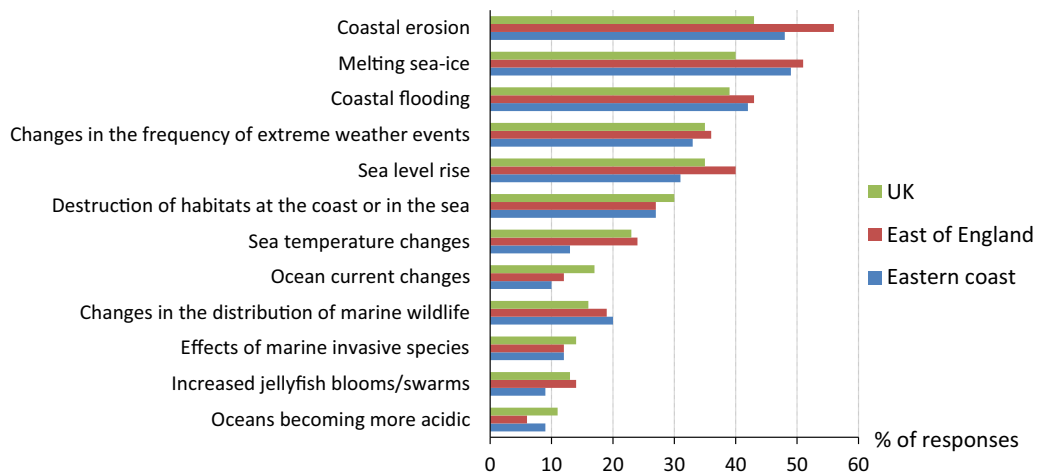 Coastal erosion
Melting sea-ice
Coastal flooding
Changes in the frequency of extreme weather events
Sea level rise
Destruction of habitats at the coast or in the sea
Sea temperature changes
Ocean current changes
Changes in the distribution of marine wildlife
Effects of marine invasive species
Increased jellyfish blooms/swarms
Oceans becoming more acidic
UK
East of England
Eastern coast
% of responses
0 10 20 30 40 50 60